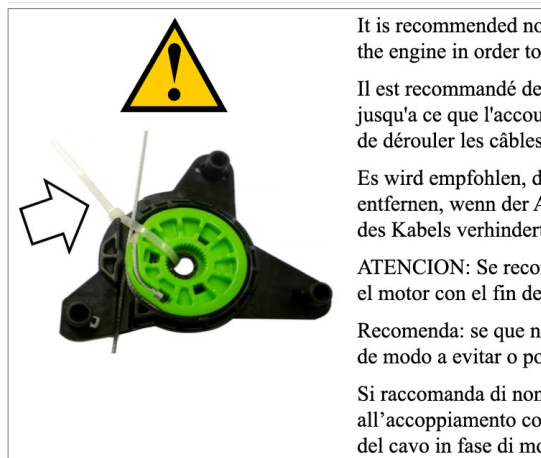 It is recommended no
the engine in order to
Il est recommandé de
jusqu'a ce que l'accou
de dérouler les câbles
Es wird empfohlen, d
entfernen, wenn der A
des Kabels verhindert
ATENCION: Se reco
el motor con el fin de
Recomenda: se que n
de modo a evitar o po
Si raccomanda di non
all’accoppiamento co
del cavo in fase di mo